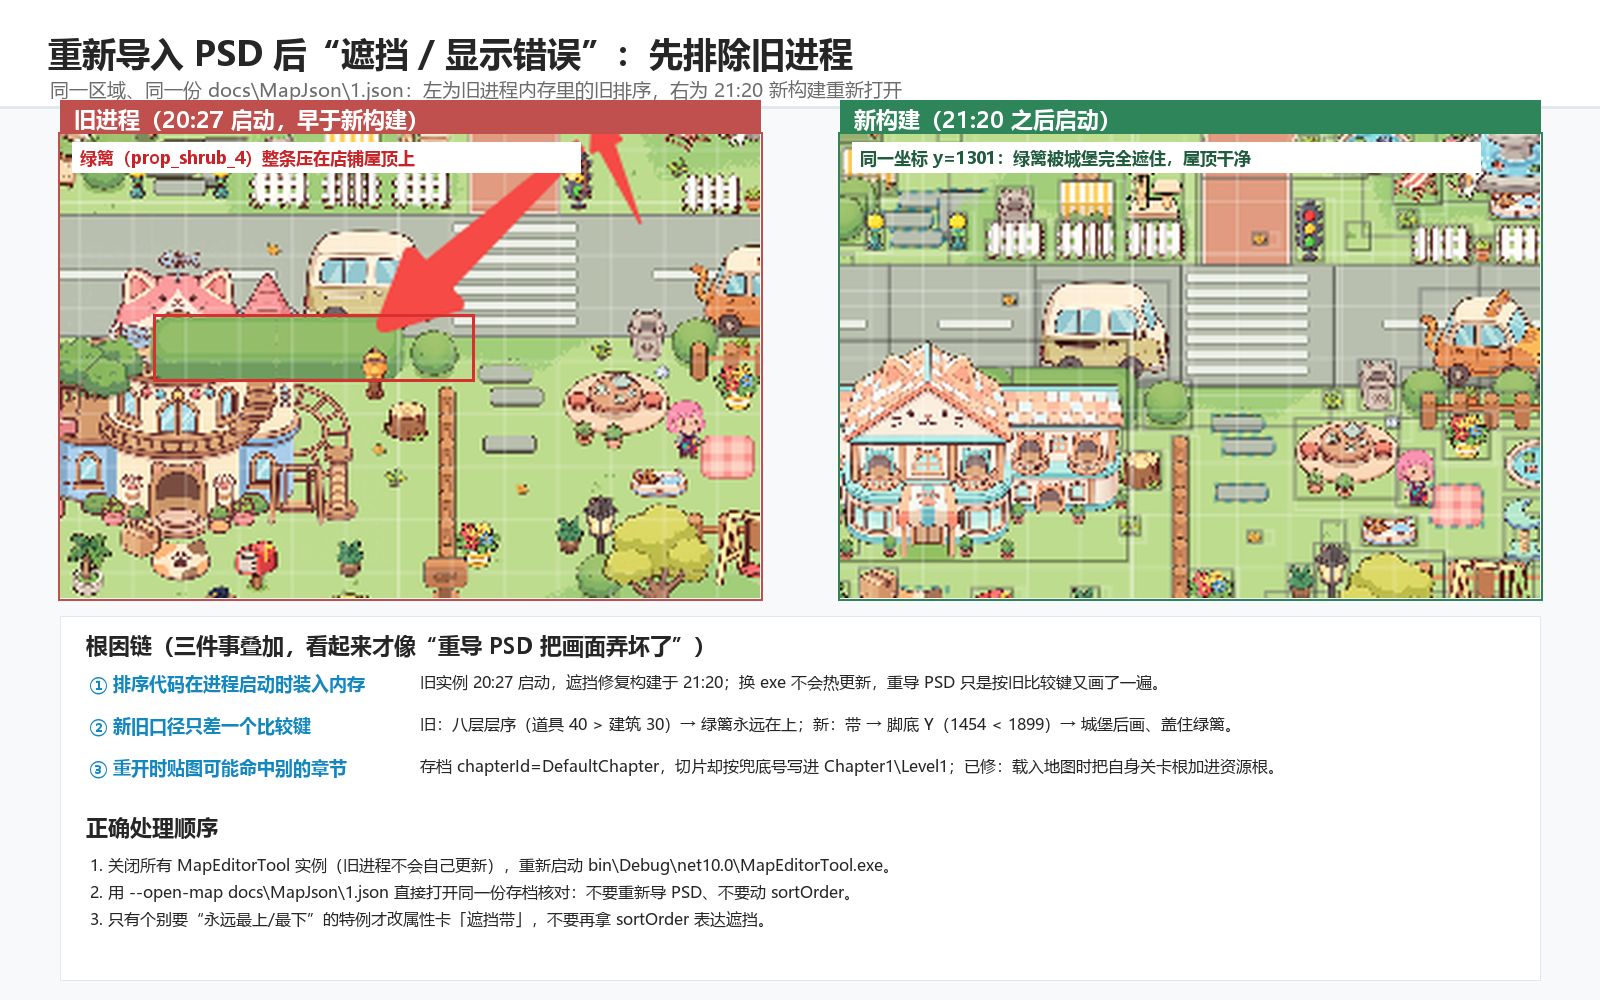 重新导入 PSD 后“遮挡 / 显示错误”：先排除旧进程
同一区域、同一份 docs\MapJson\1.json：左为旧进程内存里的旧排序，右为 21:20 新构建重新打开
旧进程（20:27 启动，早于新构建）
绿篱（prop_shrub_4）整条压在店铺屋顶上
新构建（21:20 之后启动）
同一坐标 y=1301：绿篱被城堡完全遮住，屋顶干净
根因链（三件事叠加，看起来才像“重导 PSD 把画面弄坏了”）
① 排序代码在进程启动时装入内存 旧实例 20:27 启动，遮挡修复构建于 21:20；换 exe 不会热更新，重导 PSD 只是按旧比较键又画了一遍。
② 新旧口径只差一个比较键 旧：八层层序（道具 40 > 建筑 30）→ 绿篱永远在上；新：带 → 脚底 Y（1454 < 1899）→ 城堡后画、盖住绿篱。
③ 重开时贴图可能命中别的章节 存档 chapterId=DefaultChapter，切片却按兜底号写进 Chapter1\Level1；已修：载入地图时把自身关卡根加进资源根。
正确处理顺序
1. 关闭所有 MapEditorTool 实例（旧进程不会自己更新），重新启动 bin\Debug\net10.0\MapEditorTool.exe。
2. 用 --open-map docs\MapJson\1.json 直接打开同一份存档核对：不要重新导 PSD、不要动 sortOrder。
3. 只有个别要“永远最上/最下”的特例才改属性卡「遮挡带」，不要再拿 sortOrder 表达遮挡。